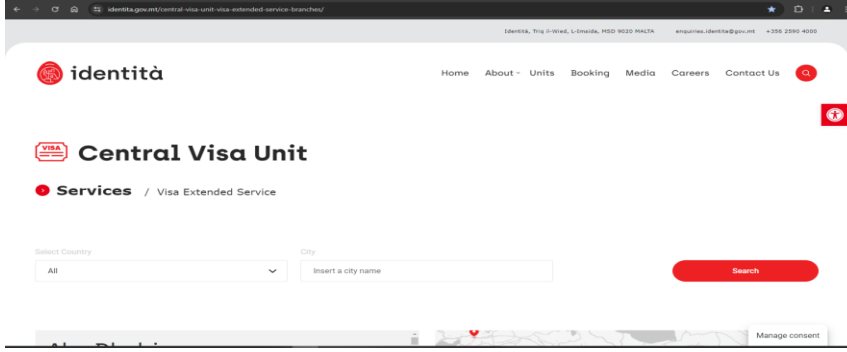 identita.gov.mt/central-visa-unit-visa-extended-service-branches/
Identità, Triq il-Wied, L-Imsida, MSD 9020 MALTA enquiries.identita@gov.mt +356 2590 4000
identità
Home About Units Booking Media Careers Contact Us
VISA
Central Visa Unit
Services / Visa Extended Service
Select Country City
All Insert a city name Search
Manage consent